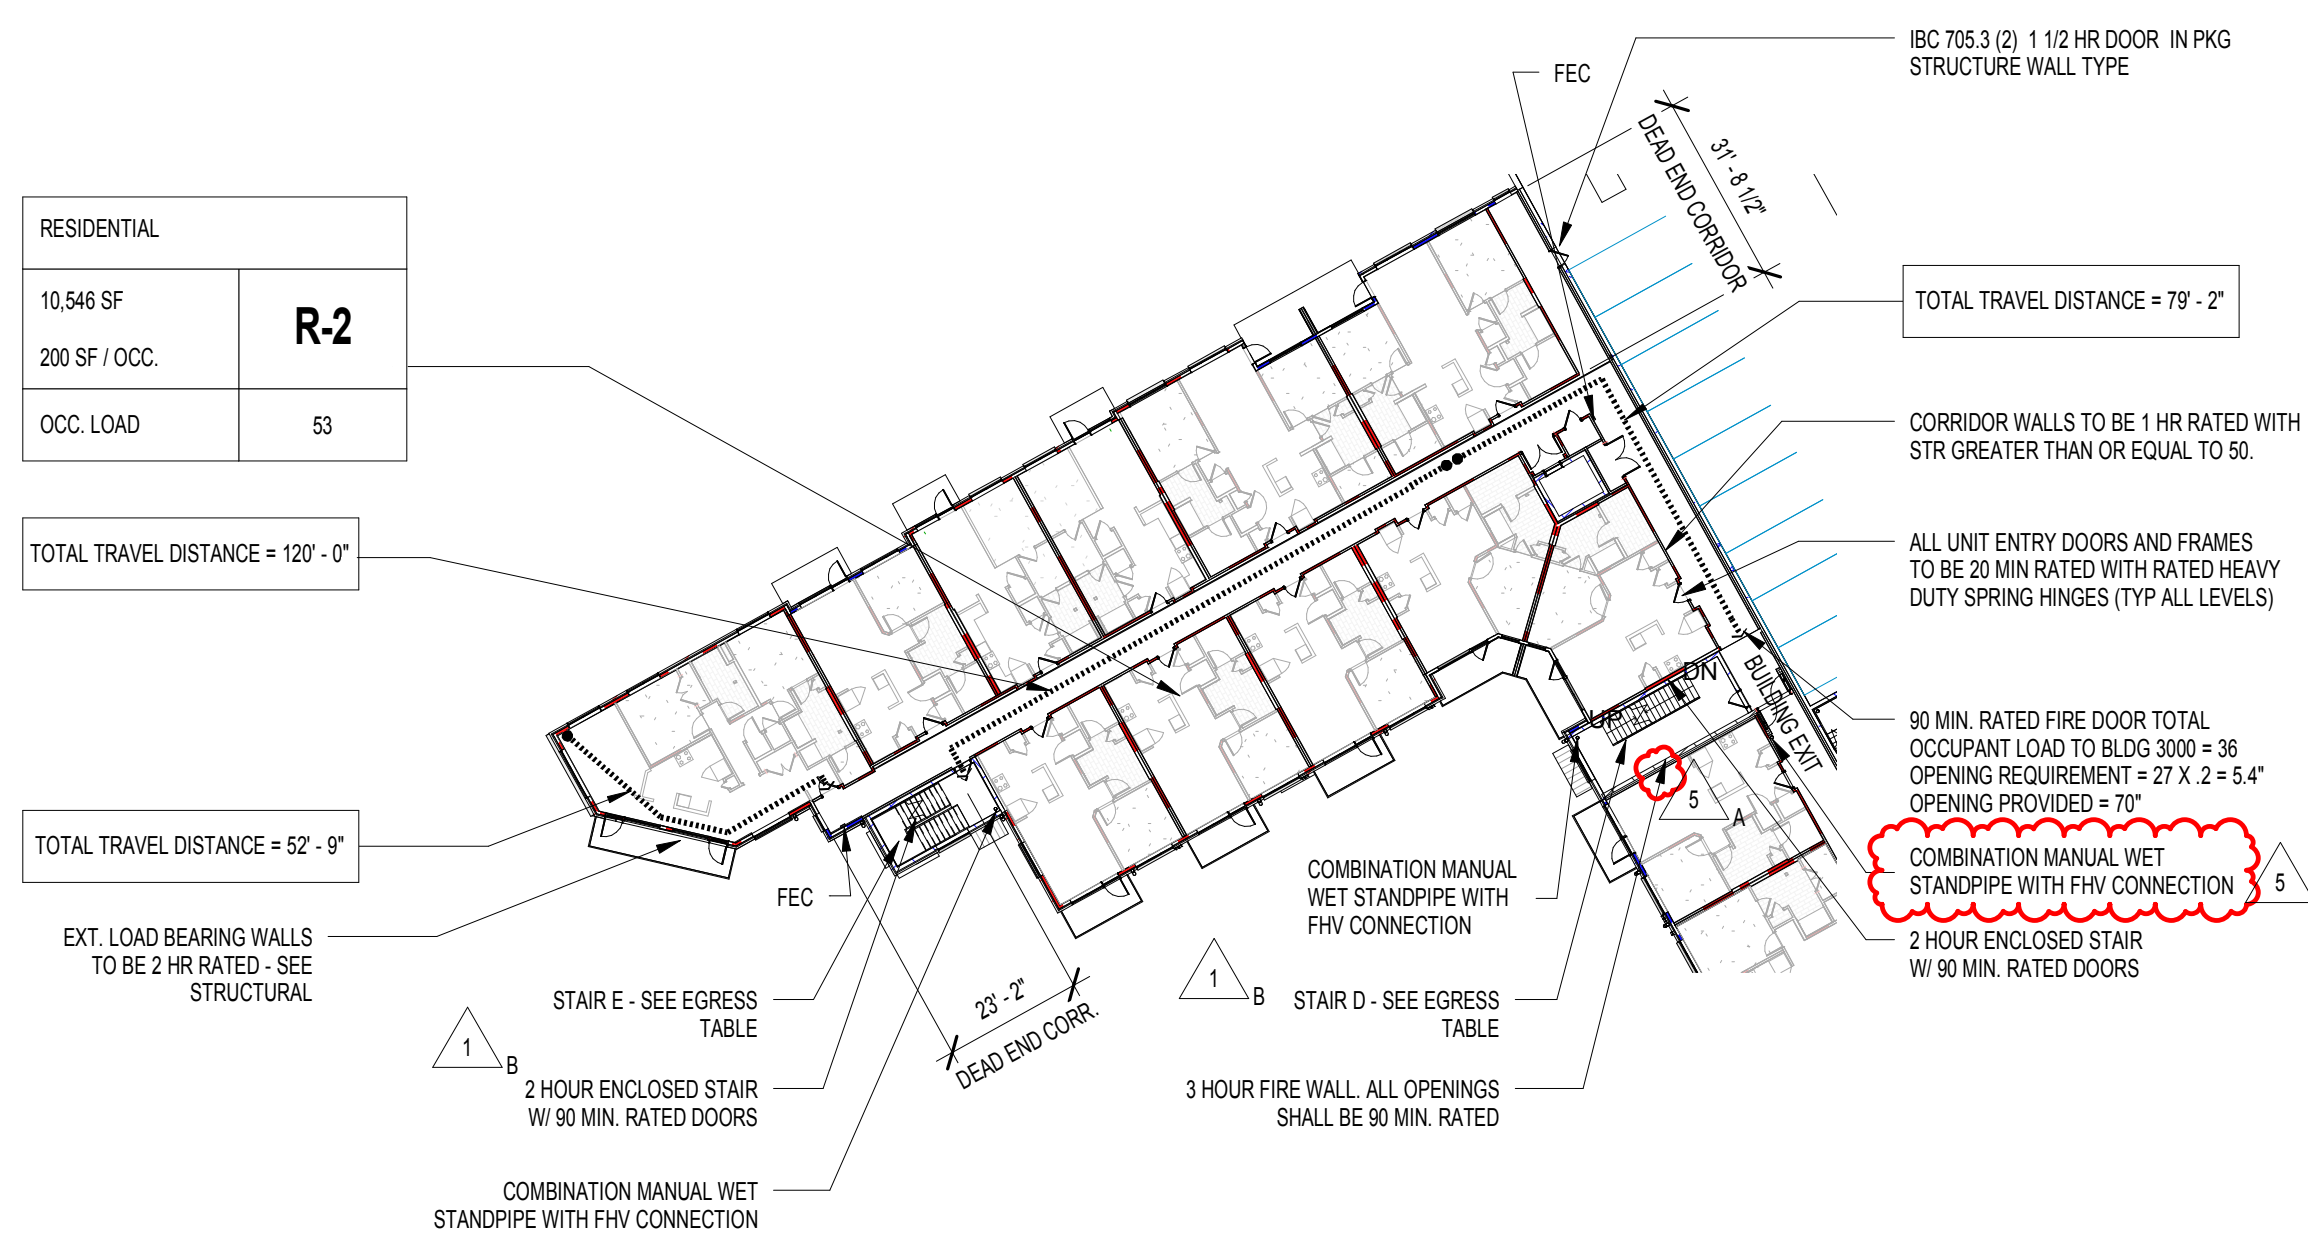 IBC 705.3 (2)  1 1/2 HR DOOR  IN PKG
STRUCTURE WALL TYPE
FEC
DEAD END CORRIDOR
31' - 8 1/2"
RESIDENTIAL
10,546 SF
200 SF / OCC.
R-2
OCC. LOAD
53
TOTAL TRAVEL DISTANCE = 79' - 2"
CORRIDOR WALLS TO BE 1 HR RATED WITH
STR GREATER THAN OR EQUAL TO 50.
TOTAL TRAVEL DISTANCE = 120' - 0"
ALL UNIT ENTRY DOORS AND FRAMES
TO BE 20 MIN RATED WITH RATED HEAVY
DUTY SPRING HINGES (TYP ALL LEVELS)
DN
UP
BUILDING EXIT
90 MIN. RATED FIRE DOOR TOTAL
OCCUPANT LOAD TO BLDG 3000 = 36
OPENING REQUIREMENT = 27 X .2 = 5.4"
OPENING PROVIDED = 70"
5
A
TOTAL TRAVEL DISTANCE = 52' - 9"
COMBINATION MANUAL WET
STANDPIPE WITH FHV CONNECTION
5
FEC
COMBINATION MANUAL
WET STANDPIPE WITH
FHV CONNECTION
EXT. LOAD BEARING WALLS
TO BE 2 HR RATED - SEE
STRUCTURAL
2 HOUR ENCLOSED STAIR
W/ 90 MIN. RATED DOORS
STAIR E - SEE EGRESS
TABLE
23' - 2"
DEAD END CORR.
1
B
STAIR D - SEE EGRESS
TABLE
1
B
2 HOUR ENCLOSED STAIR
W/ 90 MIN. RATED DOORS
3 HOUR FIRE WALL. ALL OPENINGS
SHALL BE 90 MIN. RATED
COMBINATION MANUAL WET
STANDPIPE WITH FHV CONNECTION